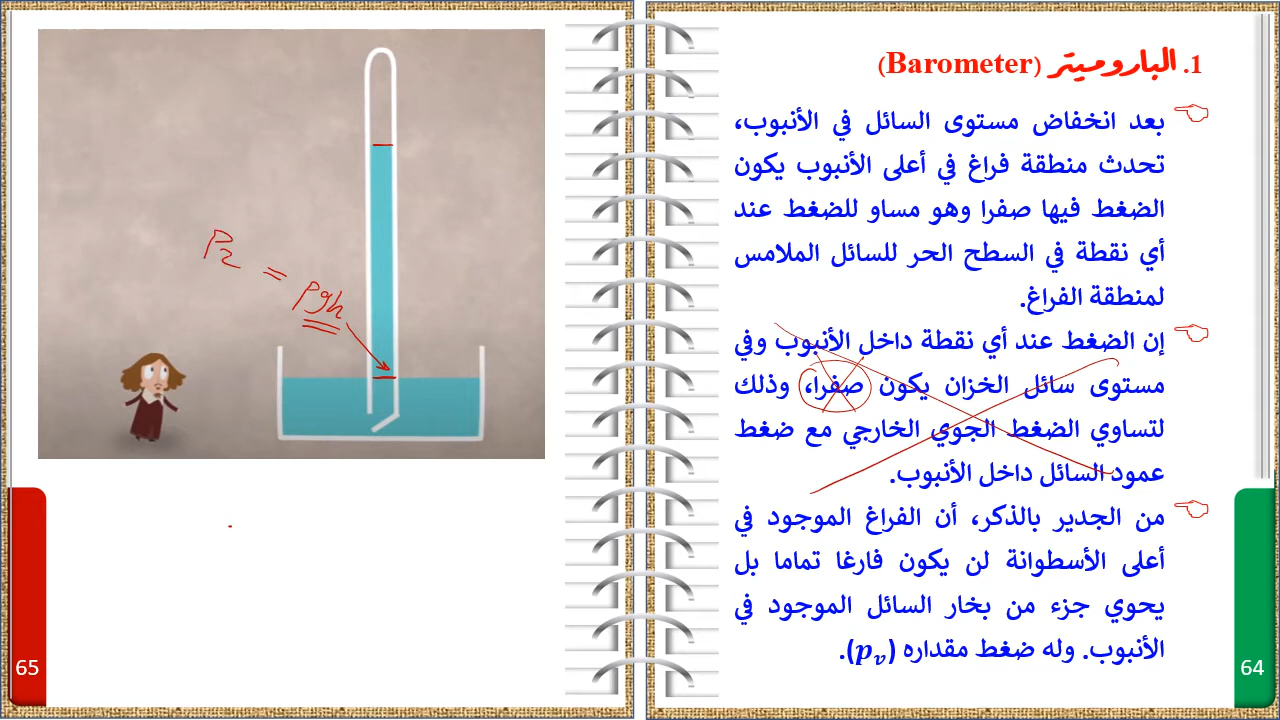 1. الباروميتر (Barometer)
بعد انخفاض مستوى السائل في الأنبوب،
تحدث منطقة فراغ في أعلى الأنبوب يكون
الضغط فيها صفرا وهو مساو للضغط عند
أي نقطة في السطح الحر للسائل الملامس
لمنطقة الفراغ.
إن الضغط عند أي نقطة داخل الأنبوب وفي
مستوى سائل الخزان يكون صفرا، وذلك
لتساوي الضغط الجوي الخارجي مع ضغط
عمود السائل داخل الأنبوب.
من الجدير بالذكر، أن الفراغ الموجود في
أعلى الأسطوانة لن يكون فارغا تماما بل
يحوي جزء من بخار السائل الموجود في
الأنبوب. وله ضغط مقداره (pᵥ).
64
P2 = ρgh
65